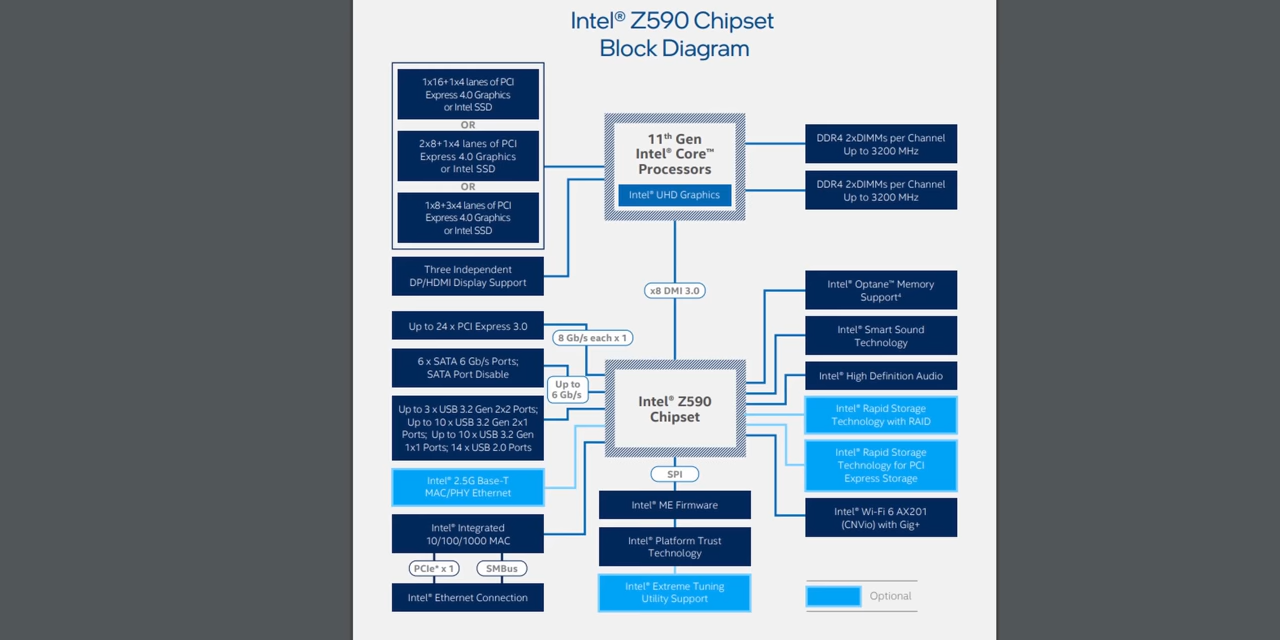 Intel® Z590 Chipset
Block Diagram
1x16+1x4 lanes of PCI
Express 4.0 Graphics
or Intel SSD
OR
2x8+1x4 lanes of PCI
Express 4.0 Graphics
or Intel SSD
OR
1x8+3x4 lanes of PCI
Express 4.0 Graphics
or Intel SSD
Three Independent
DP/HDMI Display Support
11th Gen
Intel® Core™
Processors
Intel® UHD Graphics
DDR4 2xDIMMs per Channel
Up to 3200 MHz
DDR4 2xDIMMs per Channel
Up to 3200 MHz
x8 DMI 3.0
Up to 24 x PCI Express 3.0
8 Gb/s each x 1
6 x SATA 6 Gb/s Ports;
SATA Port Disable
Up to
6 Gb/s
Up to 3 x USB 3.2 Gen 2x2 Ports;
Up to 10 x USB 3.2 Gen 2x1
Ports; Up to 10 x USB 3.2 Gen
1x1 Ports; 14 x USB 2.0 Ports
Intel® 2.5G Base-T
MAC/PHY Ethernet
Intel® Integrated
10/100/1000 MAC
PCIe* x 1
SMBus
Intel® Ethernet Connection
Intel® Z590
Chipset
SPI
Intel® ME Firmware
Intel® Platform Trust
Technology
Intel® Extreme Tuning
Utility Support
Intel® Optane™ Memory
Support⁴
Intel® Smart Sound
Technology
Intel® High Definition Audio
Intel® Rapid Storage
Technology with RAID
Intel® Rapid Storage
Technology for PCI
Express Storage
Intel® Wi-Fi 6 AX201
(CNVio) with Gig+
Optional